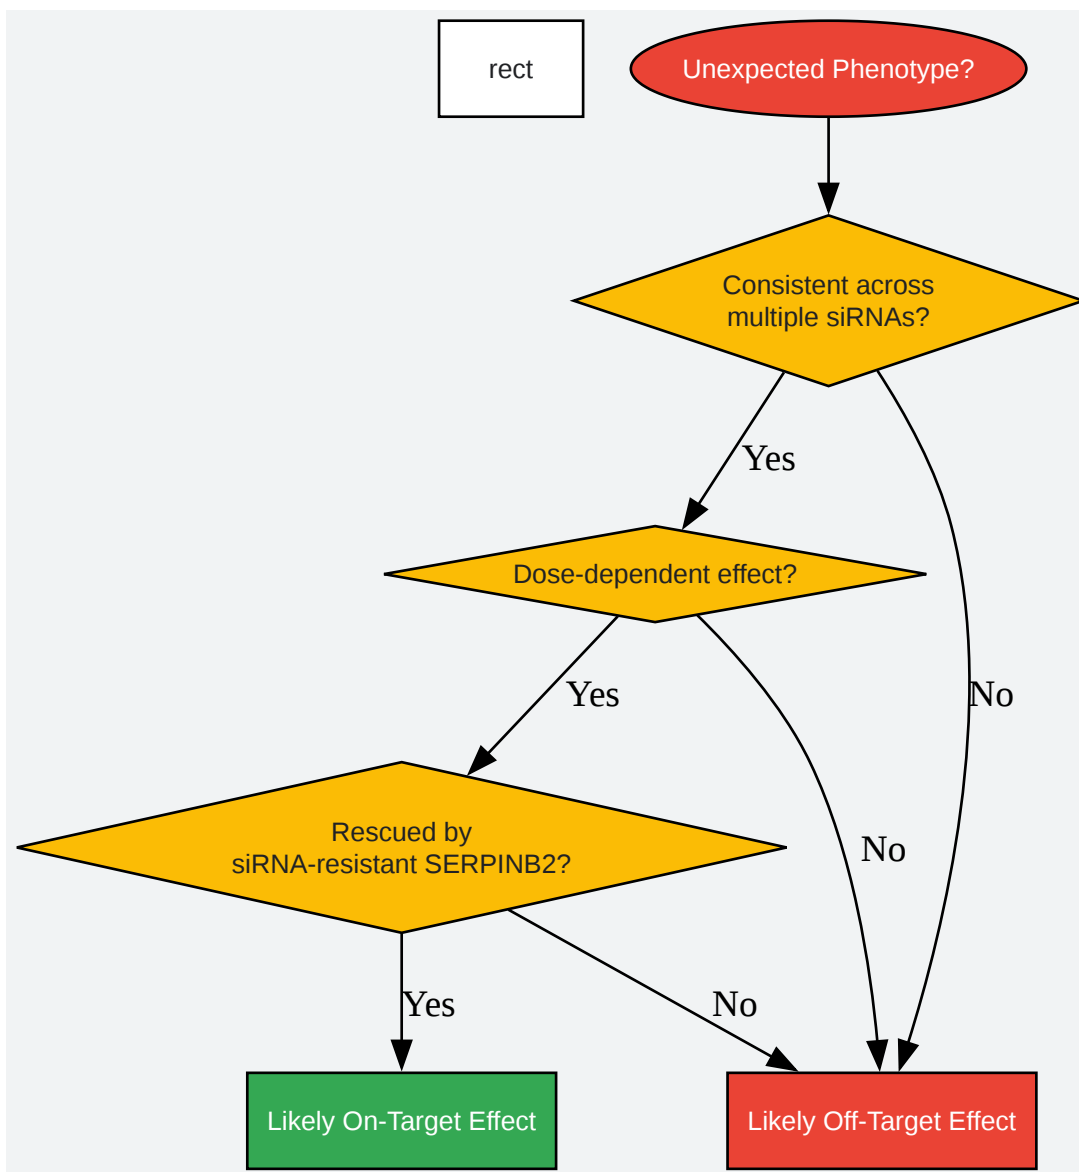 rect
Unexpected Phenotype?
Consistent across
multiple siRNAs?
Yes
Dose-dependent effect?
Yes
No
Rescued by
siRNA-resistant SERPINB2?
No
Yes
No
Likely On-Target Effect
Likely Off-Target Effect